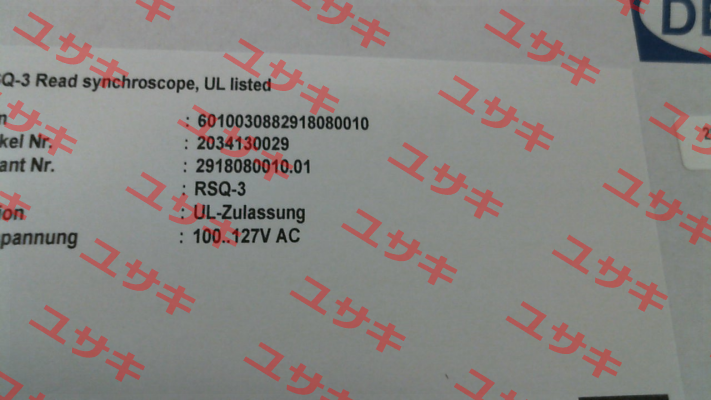 Q-3 Read synchroscope, UL listed
n : 6010030882918080010
kel Nr. : 2034130029
ant Nr. : 2918080010.01
: RSQ-3
ion : UL-Zulassung
pannung : 100..127V AC
DE
ユサキ